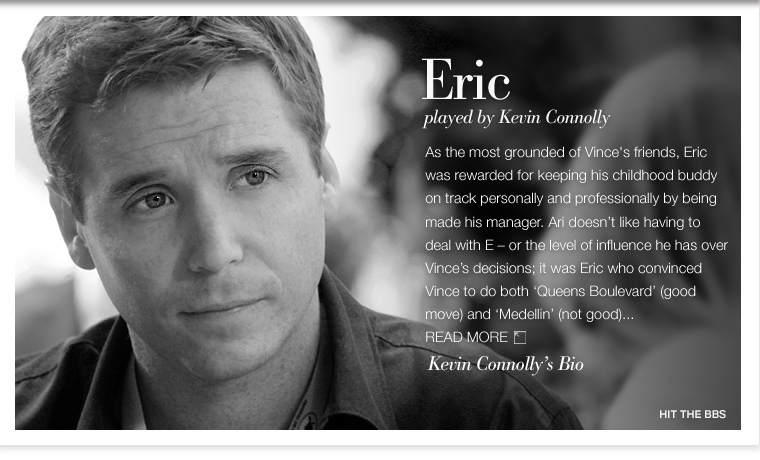 Eric
played by Kevin Connolly
As the most grounded of Vince's friends, Eric
was rewarded for keeping his childhood buddy
on track personally and professionally by being
made his manager. Ari doesn't like having to
deal with E – or the level of influence he has over
Vince's decisions; it was Eric who convinced
Vince to do both ‘Queens Boulevard’ (good
move) and ‘Medellin’ (not good)...
READ MORE
Kevin Connolly’s Bio
HIT THE BBS